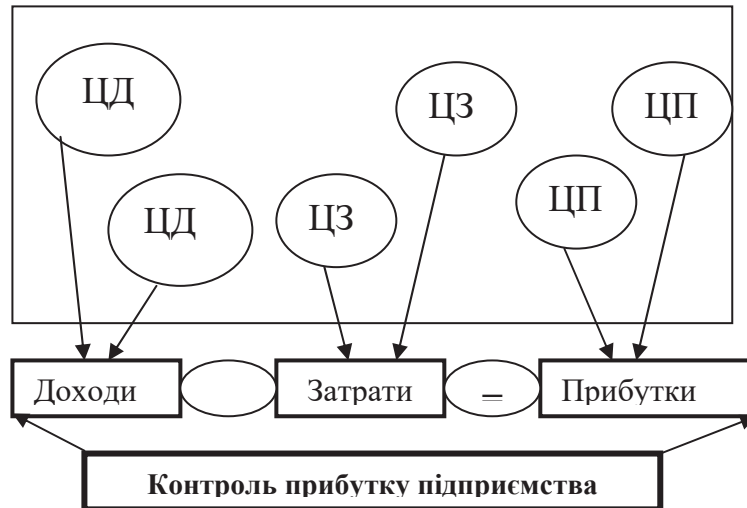 ЦД
ЦЗ
ЦП
ЦД
ЦЗ
ЦП
Доходи
Затрати
=
Прибутки
Контроль прибутку підприємства